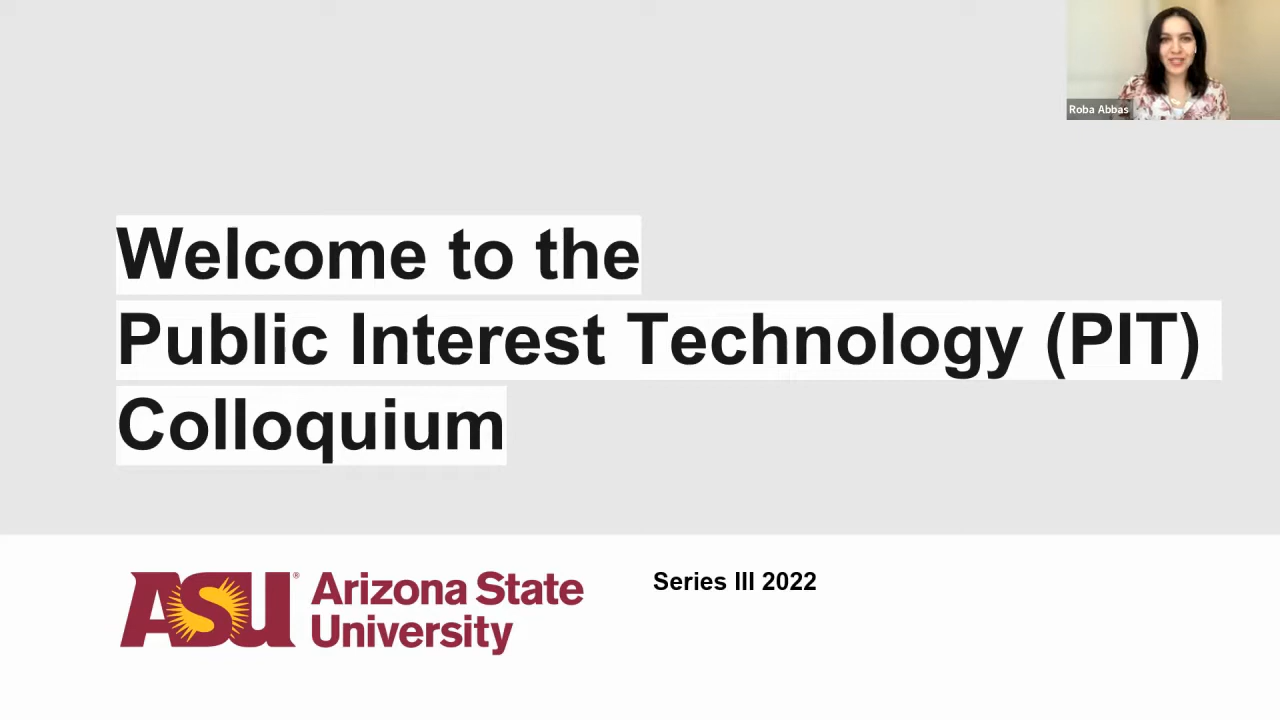 Roba Abbas
Welcome to the
Public Interest Technology (PIT)
Colloquium
ASU® Arizona State
University
Series III 2022